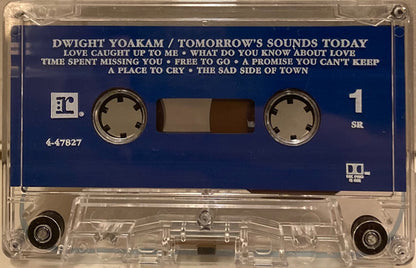 DWIGHT YOAKAM / TOMORROW'S SOUNDS TODAY
LOVE CAUGHT UP TO ME • WHAT DO YOU KNOW ABOUT LOVE
TIME SPENT MISSING YOU • FREE TO GO • A PROMISE YOU CAN'T KEEP
A PLACE TO CRY • THE SAD SIDE OF TOWN
r
1
SR
4-47827